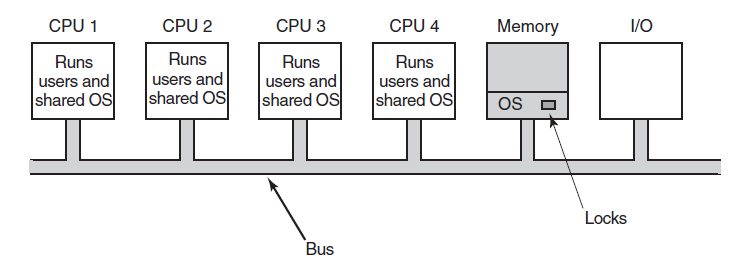 CPU 1
CPU 2
CPU 3
CPU 4
Memory
I/O
Runs
users and
shared OS
Runs
users and
shared OS
Runs
users and
shared OS
Runs
users and
shared OS
OS
Locks
Bus